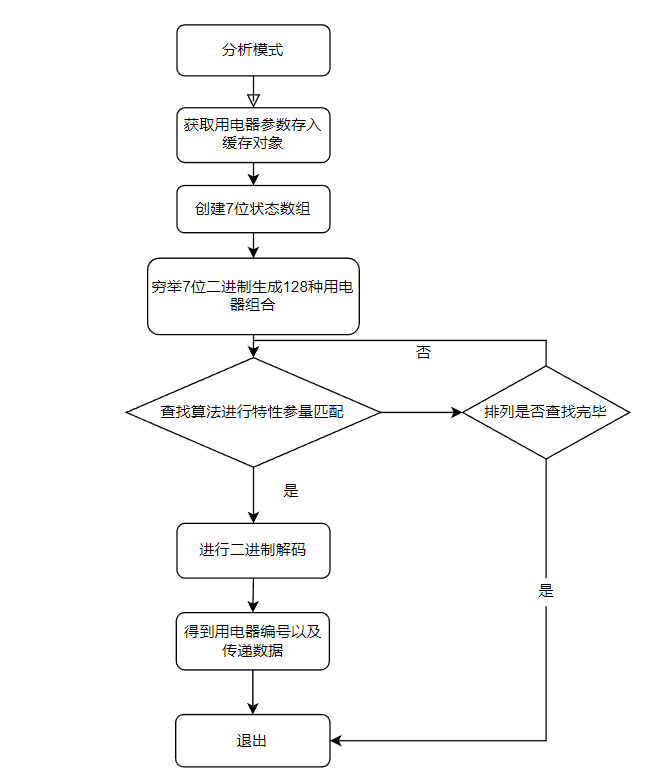 分析模式
获取用电器参数存入
缓存对象
创建7位状态数组
穷举7位二进制生成128种用电
器组合
否
查找算法进行特性参量匹配
排列是否查找完毕
是
进行二进制解码
是
得到用电器编号以及
传递数据
退出